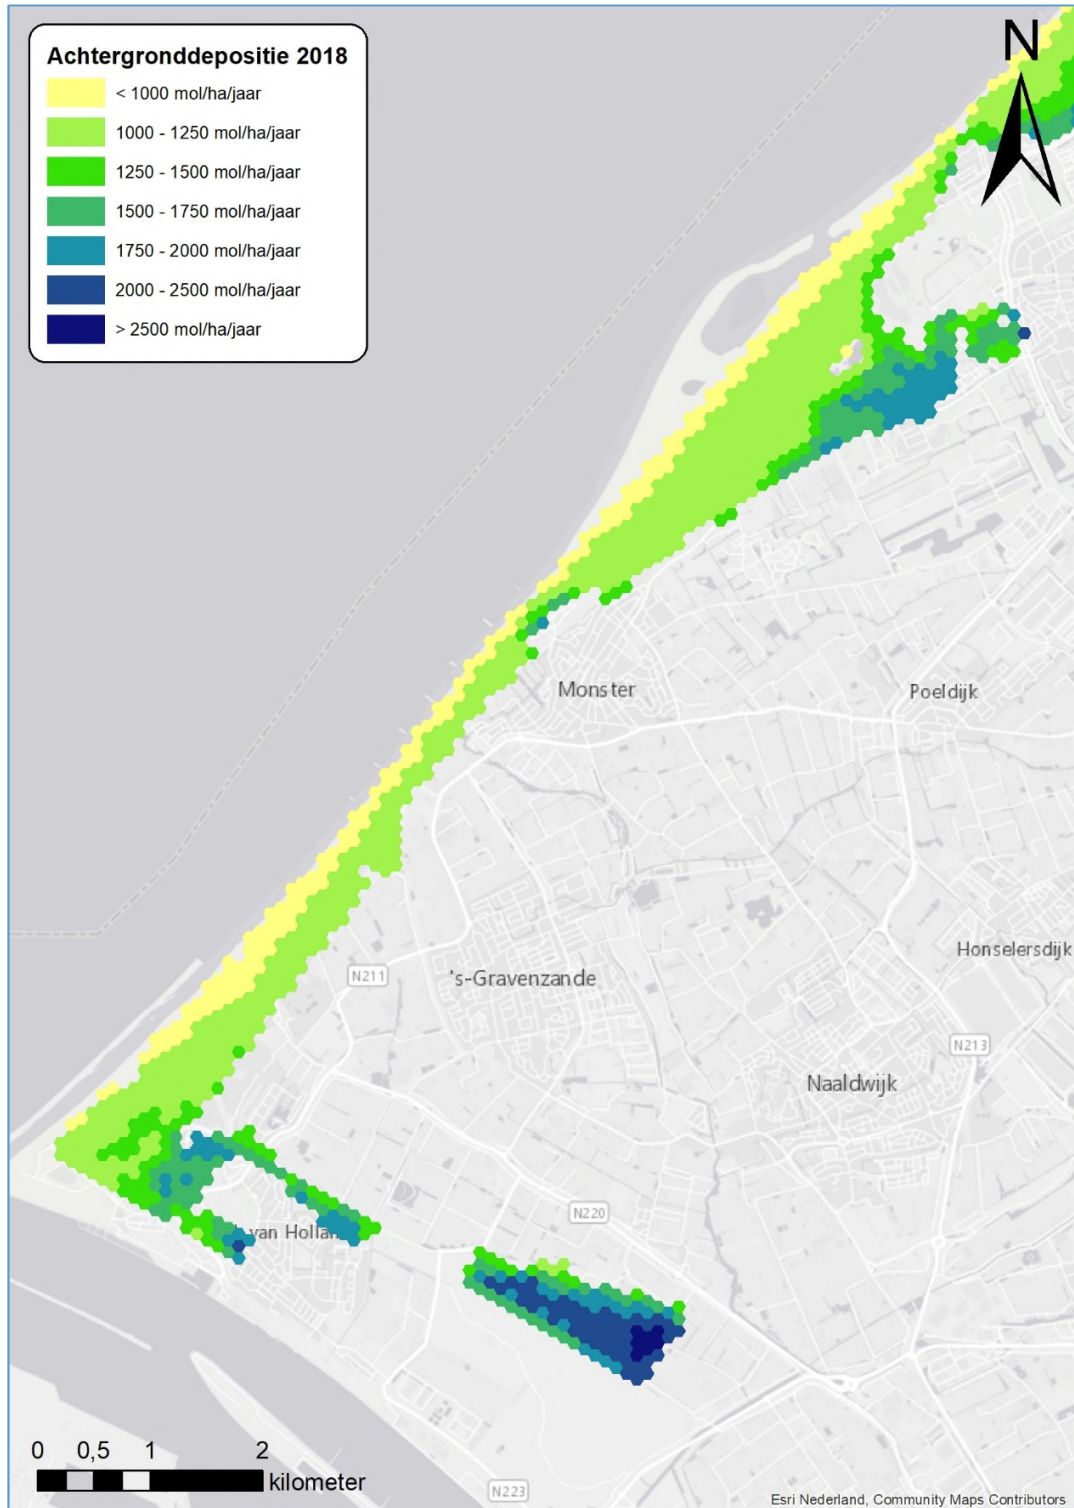 Achtergronddepositie 2018
< 1000 mol/ha/jaar
1000 - 1250 mol/ha/jaar
1250 - 1500 mol/ha/jaar
1500 - 1750 mol/ha/jaar
1750 - 2000 mol/ha/jaar
2000 - 2500 mol/ha/jaar
> 2500 mol/ha/jaar
N
Monster
Poeldijk
Honselersdijk
N211
's-Gravenzande
N213
Naaldwijk
N220
van Hollan
0 0,5 1 2
kilometer
N223
Esri Nederland, Community Maps Contributors